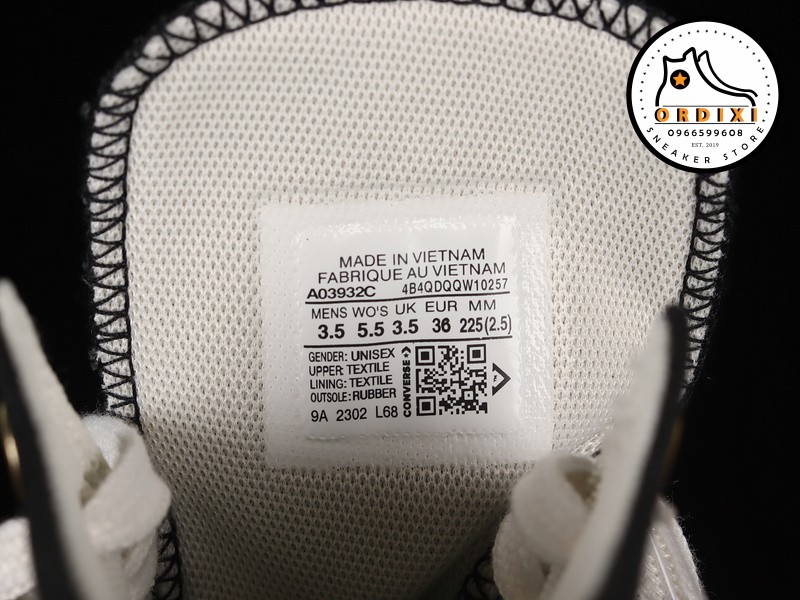 ORDIXI
0966599608
EST. 2019
SNEAKER STORE
MADE IN VIETNAM
FABRIQUE AU VIETNAM
A03932C 4B4QDQQW10257
MENS WO'S UK EUR MM
3.5 5.5 3.5 36 225(2.5)
GENDER: UNISEX
UPPER: TEXTILE
LINING: TEXTILE
OUTSOLE: RUBBER
9A 2302 L68
CONVERSE